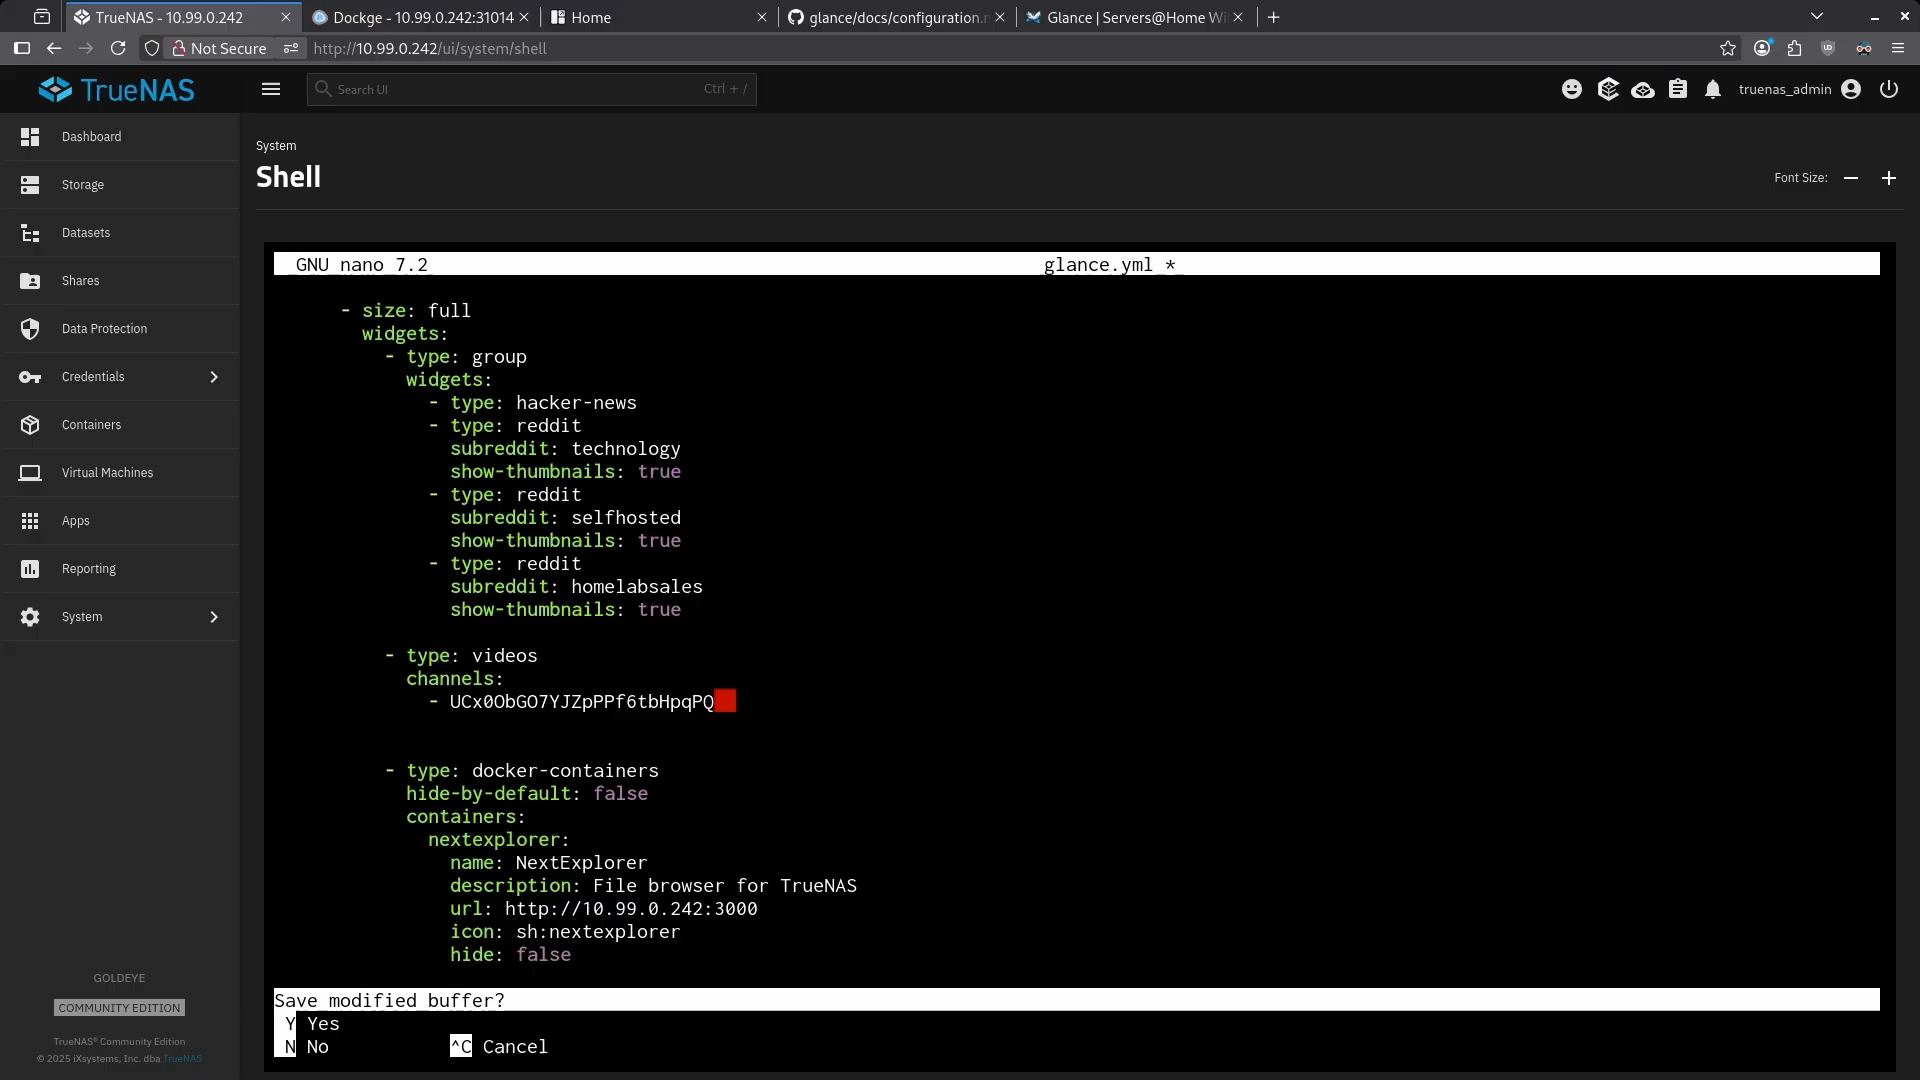 TrueNAS - 10.99.0.242
Dockge - 10.99.0.242:31014
Home
glance/docs/configuration.
Glance | Servers@Home Wi
Not Secure
http://10.99.0.242/ui/system/shell
TrueNAS
Search UI
Ctrl + /
truenas_admin
Dashboard
Storage
Datasets
Shares
Data Protection
Credentials
Containers
Virtual Machines
Apps
Reporting
System
GOLDEYE
COMMUNITY EDITION
TrueNAS® Community Edition
© 2025 iXsystems, Inc. dba TrueNAS
System
Shell
Font Size:
GNU nano 7.2 glance.yml *
- size: full
widgets:
- type: group
widgets:
- type: hacker-news
- type: reddit
subreddit: technology
show-thumbnails: true
- type: reddit
subreddit: selfhosted
show-thumbnails: true
- type: reddit
subreddit: homelabsales
show-thumbnails: true
- type: videos
channels:
- UCx0ObGO7YJZpPPf6tbHpqPQ
- type: docker-containers
hide-by-default: false
containers:
nextexplorer:
name: NextExplorer
description: File browser for TrueNAS
url: http://10.99.0.242:3000
icon: sh:nextexplorer
hide: false
Save modified buffer?
Y Yes
N No ^C Cancel